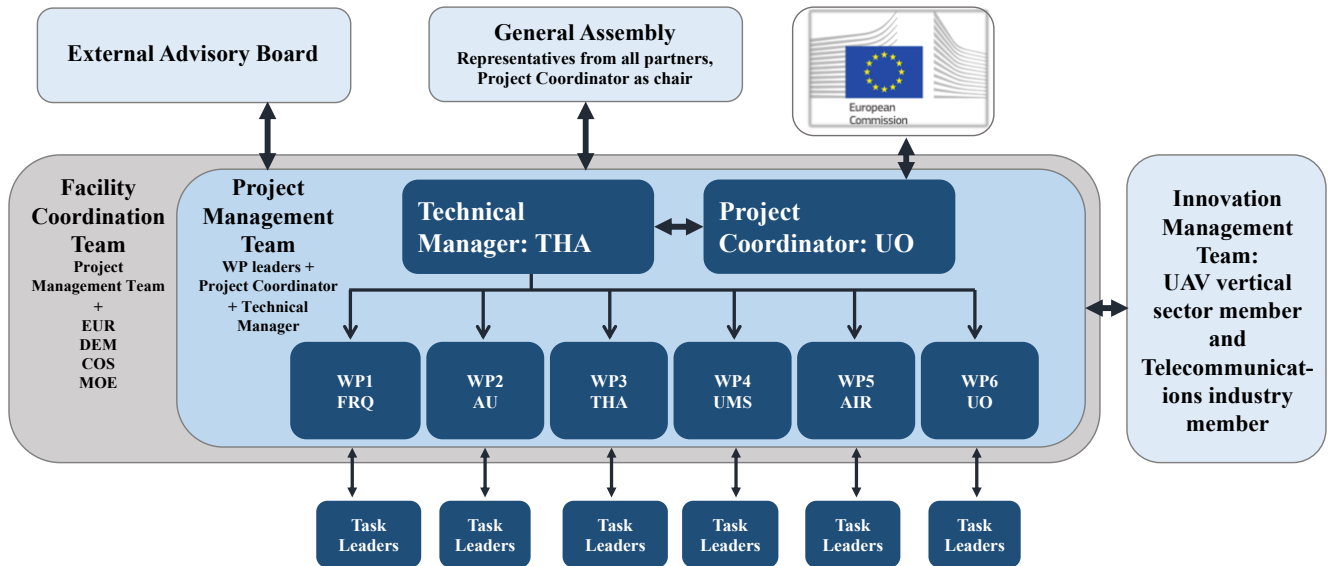 External Advisory Board
General Assembly
Representatives from all partners,
Project Coordinator as chair
European
Commission
Facility
Coordination
Team
Project
Management Team
+
EUR
DEM
COS
MOE
Project
Management
Team
WP leaders +
Project Coordinator
+ Technical
Manager
Technical
Manager: THA
Project
Coordinator: UO
WP1
FRQ
WP2
AU
WP3
THA
WP4
UMS
WP5
AIR
WP6
UO
Innovation
Management
Team:
UAV vertical
sector member
and
Telecommunicat-
ions industry
member
Task
Leaders
Task
Leaders
Task
Leaders
Task
Leaders
Task
Leaders
Task
Leaders